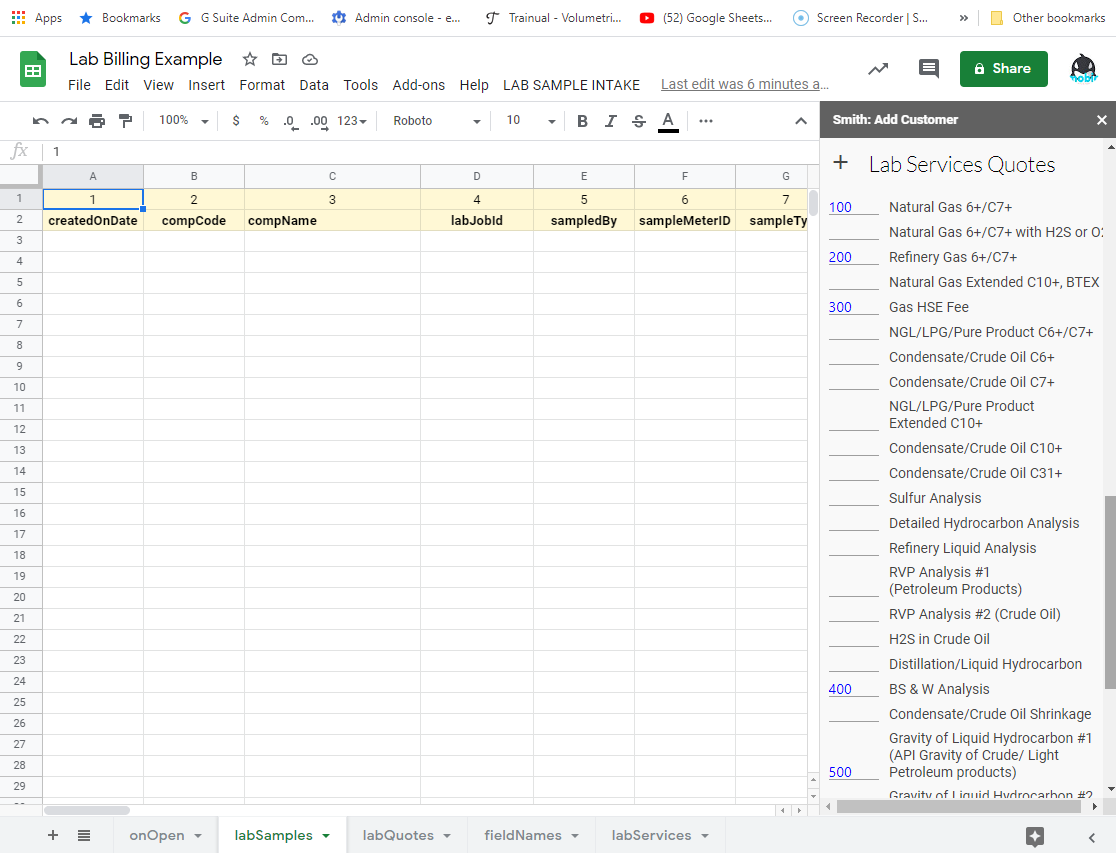 Apps Bookmarks G Suite Admin Com... Admin console - e... Trainual - Volumetri... (52) Google Sheets... Screen Recorder | S... » Other bookmarks
Lab Billing Example
File Edit View Insert Format Data Tools Add-ons Help LAB SAMPLE INTAKE Last edit was 6 minutes a...
Share
100% $ % .0 .00 123 Roboto 10 B I S A ...
fx 1
A B C D E F G
1 1 2 3 4 5 6 7
2 createdOnDate compCode compName labJobId sampledBy sampleMeterID sampleTy
3
4
5
6
7
8
9
10
11
12
13
14
15
16
17
18
19
20
21
22
23
24
25
26
27
28
29
Smith: Add Customer ×
+ Lab Services Quotes
100 Natural Gas 6+/C7+
Natural Gas 6+/C7+ with H2S or O2
200 Refinery Gas 6+/C7+
Natural Gas Extended C10+, BTEX
300 Gas HSE Fee
NGL/LPG/Pure Product C6+/C7+
Condensate/Crude Oil C6+
Condensate/Crude Oil C7+
NGL/LPG/Pure Product
Extended C10+
Condensate/Crude Oil C10+
Condensate/Crude Oil C31+
Sulfur Analysis
Detailed Hydrocarbon Analysis
Refinery Liquid Analysis
RVP Analysis #1
(Petroleum Products)
RVP Analysis #2 (Crude Oil)
H2S in Crude Oil
Distillation/Liquid Hydrocarbon
400 BS & W Analysis
Condensate/Crude Oil Shrinkage
Gravity of Liquid Hydrocarbon #1
(API Gravity of Crude/ Light
500 Petroleum products)
Gravity of Liquid Hydrocarbon #2
+ onOpen labSamples labQuotes fieldNames labServices